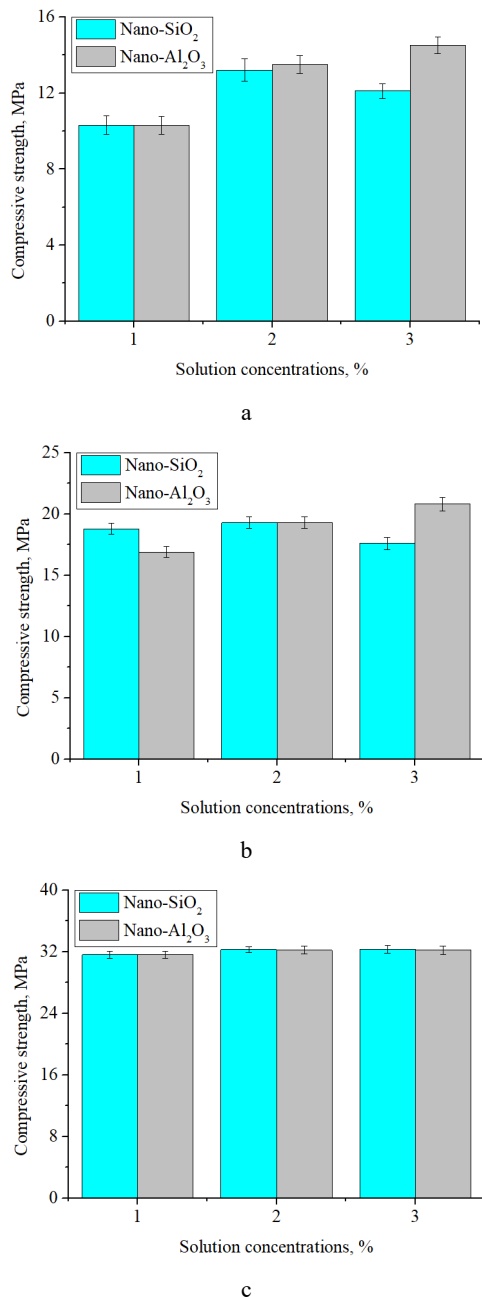 Compressive strength, MPa
16
12
8
4
0
Nano-SiO₂
Nano-Al₂O₃
1 2 3
Solution concentrations, %
a
Compressive strength, MPa
25
20
15
10
5
0
Nano-SiO₂
Nano-Al₂O₃
1 2 3
Solution concentrations, %
b
Compressive strength, MPa
40
32
24
16
8
0
Nano-SiO₂
Nano-Al₂O₃
1 2 3
Solution concentrations, %
c